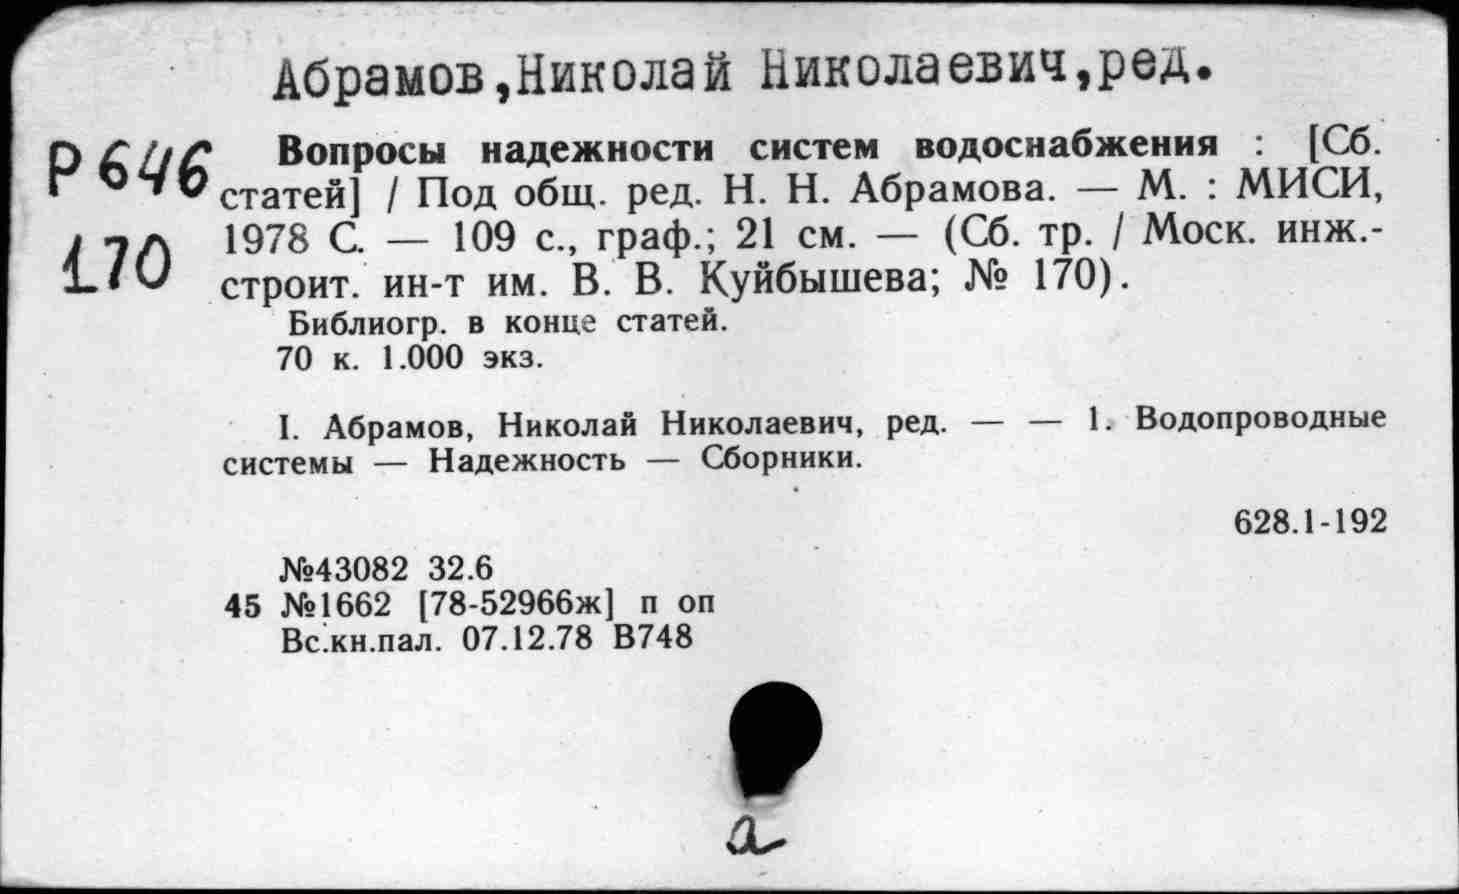 Абрамов,Николай Николаевич,ред.
Р646
170
Вопросы надежности систем водоснабжения : [Сб.
статей] / Под общ. ред. Н. Н. Абрамова. — М. : МИСИ,
1978 С. — 109 с., граф.; 21 см. — (Сб. тр. / Моск. инж.-
строит. ин-т им. В. В. Куйбышева; № 170).
Библиогр. в конце статей.
70 к. 1.000 экз.
I. Абрамов, Николай Николаевич, ред. — — 1. Водопроводные
системы — Надежность — Сборники.
628.1-192
№43082 32.6
45 №1662 [78-52966ж] п оп
Вс.кн.пал. 07.12.78 В748
а